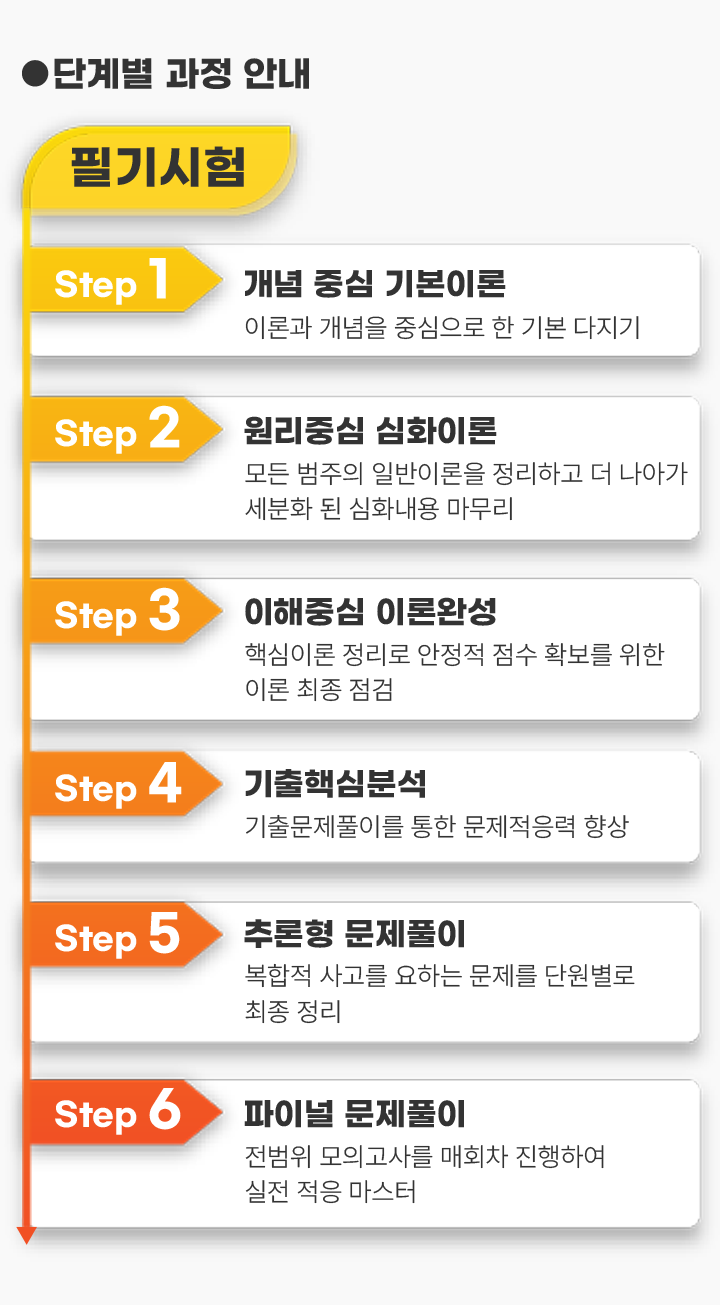 ●단계별 과정 안내
필기시험
Step 1
개념 중심 기본이론
이론과 개념을 중심으로 한 기본 다지기
Step 2
원리중심 심화이론
모든 범주의 일반이론을 정리하고 더 나아가
세분화 된 심화내용 마무리
Step 3
이해중심 이론완성
핵심이론 정리로 안정적 점수 확보를 위한
이론 최종 점검
Step 4
기출핵심분석
기출문제풀이를 통한 문제적응력 향상
Step 5
추론형 문제풀이
복합적 사고를 요하는 문제를 단원별로
최종 정리
Step 6
파이널 문제풀이
전범위 모의고사를 매회차 진행하여
실전 적응 마스터